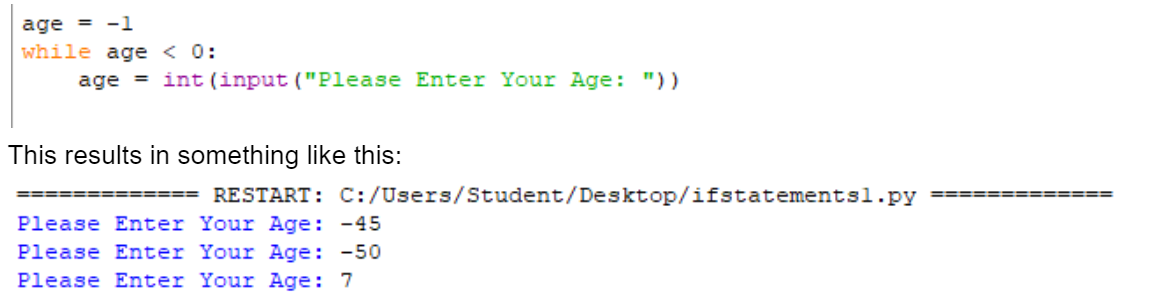 age = -1
while age < 0:
    age = int(input("Please Enter Your Age: "))
This results in something like this:
============= RESTART: C:/Users/Student/Desktop/ifstatements1.py =============
Please Enter Your Age: -45
Please Enter Your Age: -50
Please Enter Your Age: 7